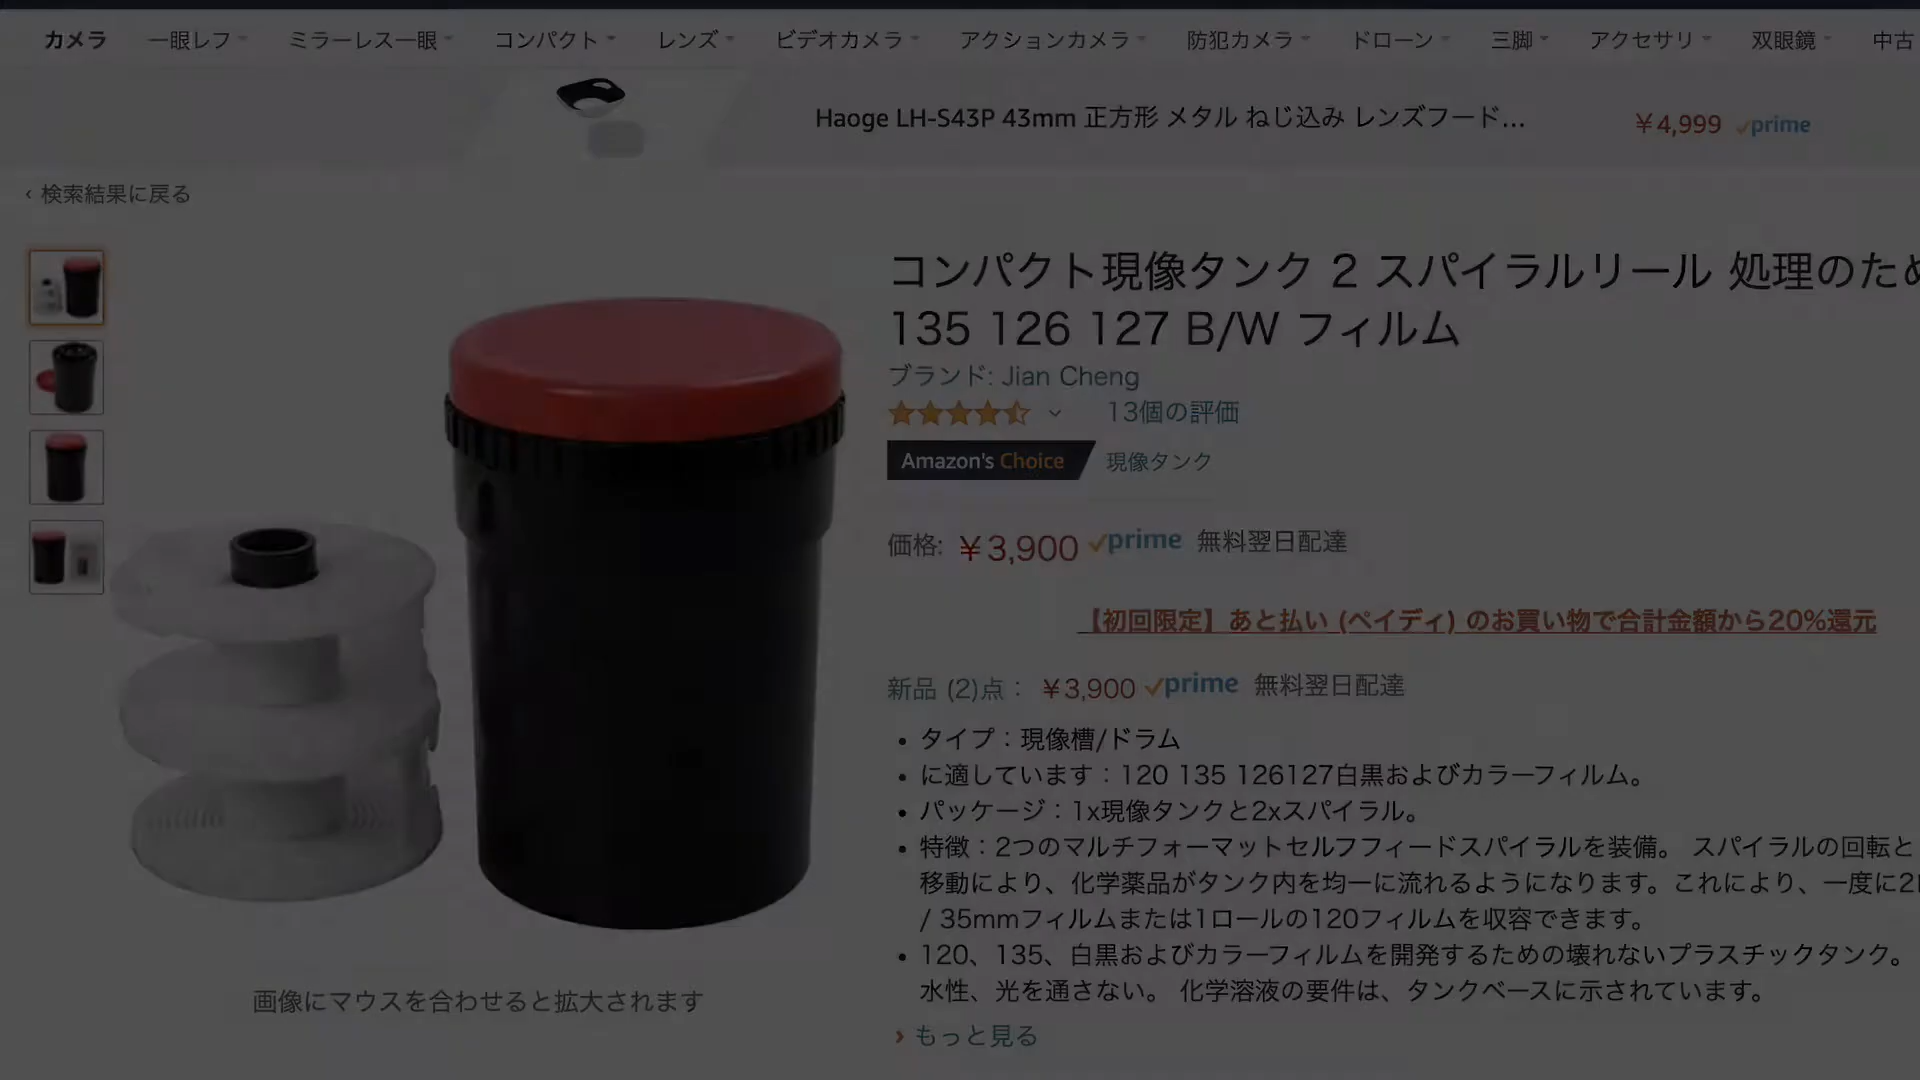 カメラ 一眼レフ ミラーレス一眼 コンパクト レンズ ビデオカメラ アクションカメラ 防犯カメラ ドローン 三脚 アクセサリ 双眼鏡 中古
Haoge LH-S43P 43mm 正方形 メタル ねじ込み レンズフード... ￥4,999 prime
‹ 検索結果に戻る
コンパクト現像タンク 2 スパイラルリール 処理のため
135 126 127 B/W フィルム
ブランド: Jian Cheng
13個の評価
Amazon's Choice 現像タンク
価格: ￥3,900 prime 無料翌日配達
【初回限定】あと払い (ペイディ) のお買い物で合計金額から20%還元
新品 (2)点： ￥3,900 prime 無料翌日配達
• タイプ：現像槽/ドラム
• に適しています：120 135 126127白黒およびカラーフィルム。
• パッケージ：1x現像タンクと2xスパイラル。
• 特徴：2つのマルチフォーマットセルフフィードスパイラルを装備。 スパイラルの回転と
移動により、化学薬品がタンク内を均一に流れるようになります。これにより、一度に2
/ 35mmフィルムまたは1ロールの120フィルムを収容できます。
• 120、135、白黒およびカラーフィルムを開発するための壊れないプラスチックタンク。
水性、光を通さない。 化学溶液の要件は、タンクベースに示されています。
› もっと見る
画像にマウスを合わせると拡大されます